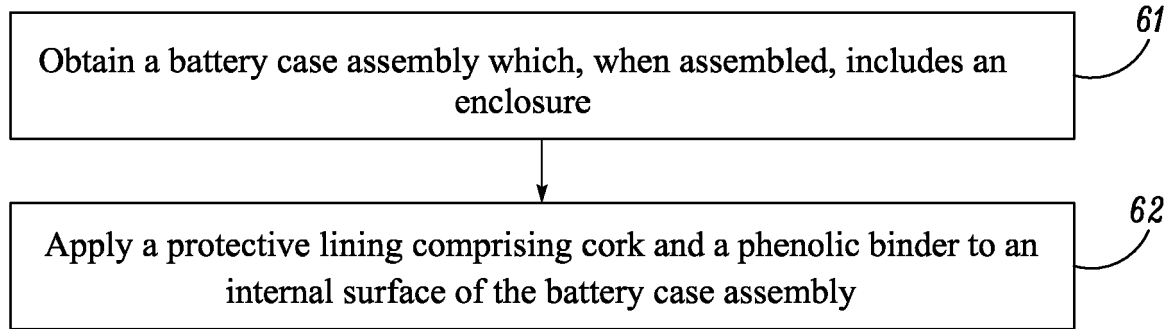 61
Obtain a battery case assembly which, when assembled, includes an
enclosure
62
Apply a protective lining comprising cork and a phenolic binder to an
internal surface of the battery case assembly